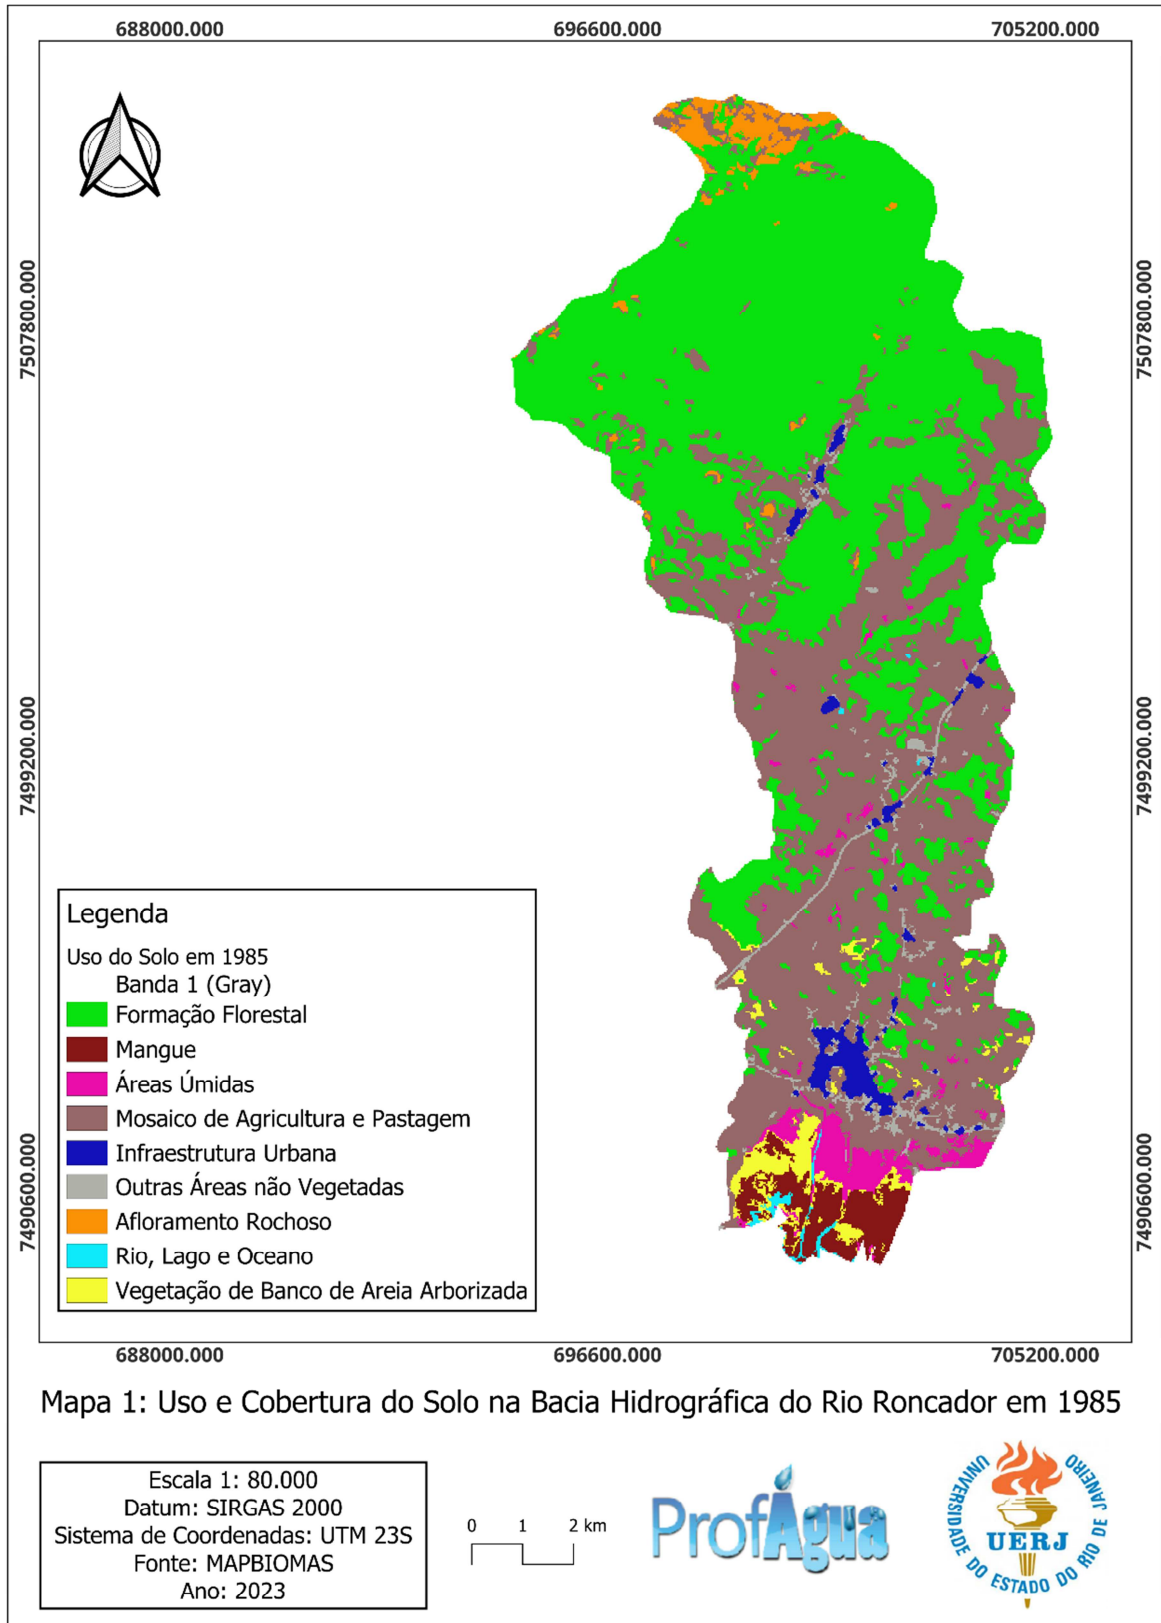 688000.000 696600.000 705200.000
7507800.000 7507800.000
7499200.000 7499200.000
Legenda
Uso do Solo em 1985
Banda 1 (Gray)
Formação Florestal
Mangue
Áreas Úmidas
Mosaico de Agricultura e Pastagem
Infraestrutura Urbana
Outras Áreas não Vegetadas
Afloramento Rochoso
Rio, Lago e Oceano
Vegetação de Banco de Areia Arborizada
7490600.000 7490600.000
688000.000 696600.000 705200.000
Mapa 1: Uso e Cobertura do Solo na Bacia Hidrográfica do Rio Roncador em 1985
Escala 1: 80.000
Datum: SIRGAS 2000
Sistema de Coordenadas: UTM 23S
Fonte: MAPBIOMAS
Ano: 2023
0 1 2 km
ProfÁgua
UNIVERSIDADE DO ESTADO DO RIO DE JANEIRO
UERJ